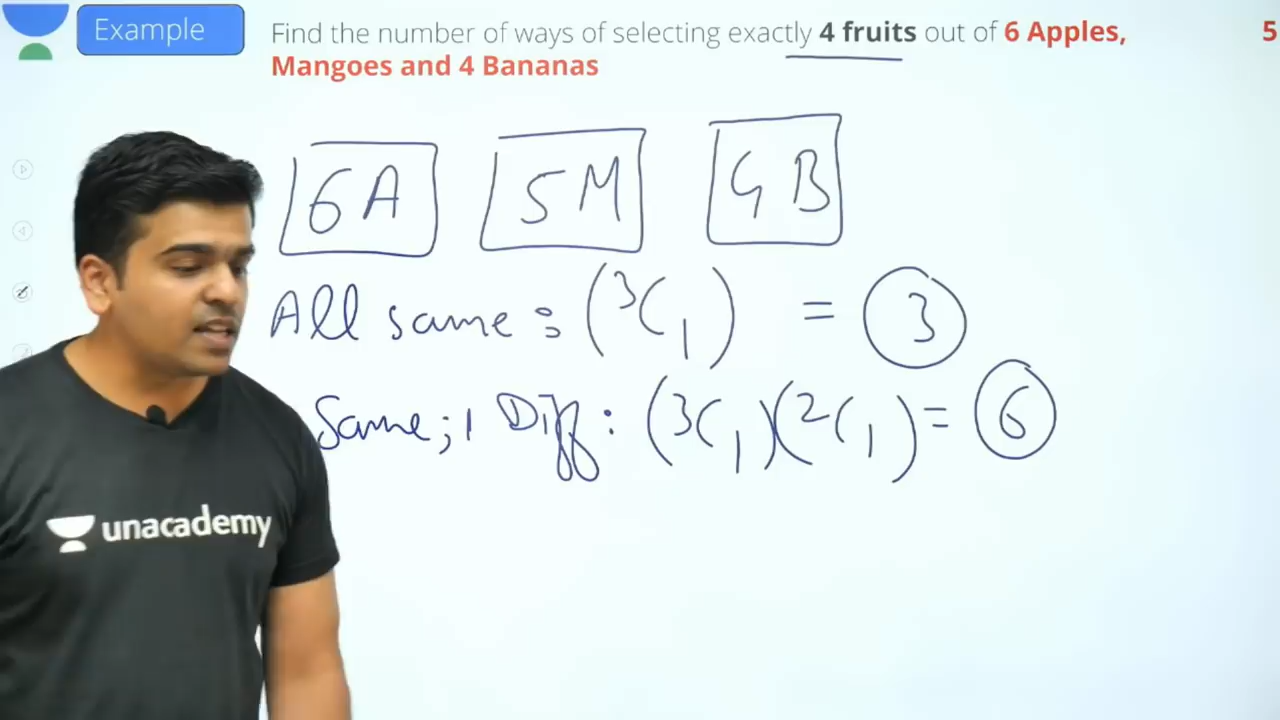 Example
Find the number of ways of selecting exactly 4 fruits out of 6 Apples, 5
Mangoes and 4 Bananas
6A 5M 4B
All same : (³C₁) = 3
Same ; 1 Diff : (³C₁)(²C₁) = 6
unacademy